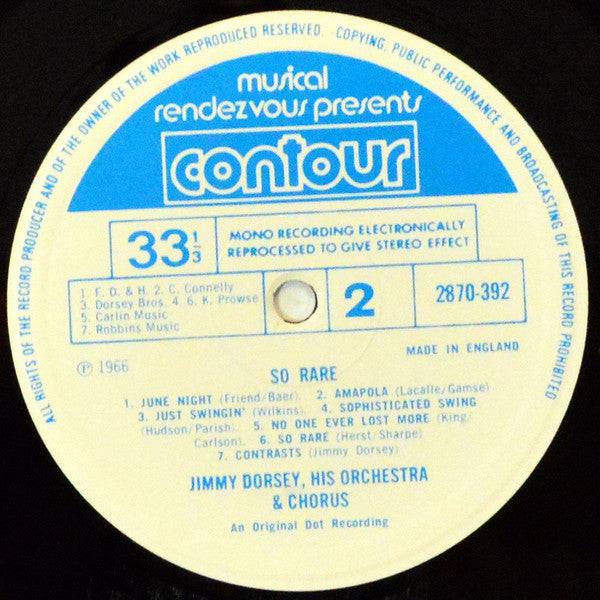 ALL RIGHTS OF THE RECORD PRODUCER AND OF THE OWNER OF THE WORK REPRODUCED RESERVED. COPYING, PUBLIC PERFORMANCE AND BROADCASTING OF THIS RECORD PROHIBITED
musical
rendezvous presents
contour
33 1/3
MONO RECORDING ELECTRONICALLY
REPROCESSED TO GIVE STEREO EFFECT
1. F. D. & H. 2. C. Connelly
3. Dorsey Bros. 4. 6. K. Prowse
5. Carlin Music
7. Robbins Music
2
2870-392
℗ 1966
MADE IN ENGLAND
SO RARE
1. JUNE NIGHT (Friend/Baer). 2. AMAPOLA (Lacalle/Gamse)
3. JUST SWINGIN' (Wilkins). 4. SOPHISTICATED SWING
(Hudson/Parish). 5. NO ONE EVER LOST MORE (King/
Carlson). 6. SO RARE (Herst/Sharpe)
7. CONTRASTS (Jimmy Dorsey)
JIMMY DORSEY, HIS ORCHESTRA
& CHORUS
An Original Dot Recording